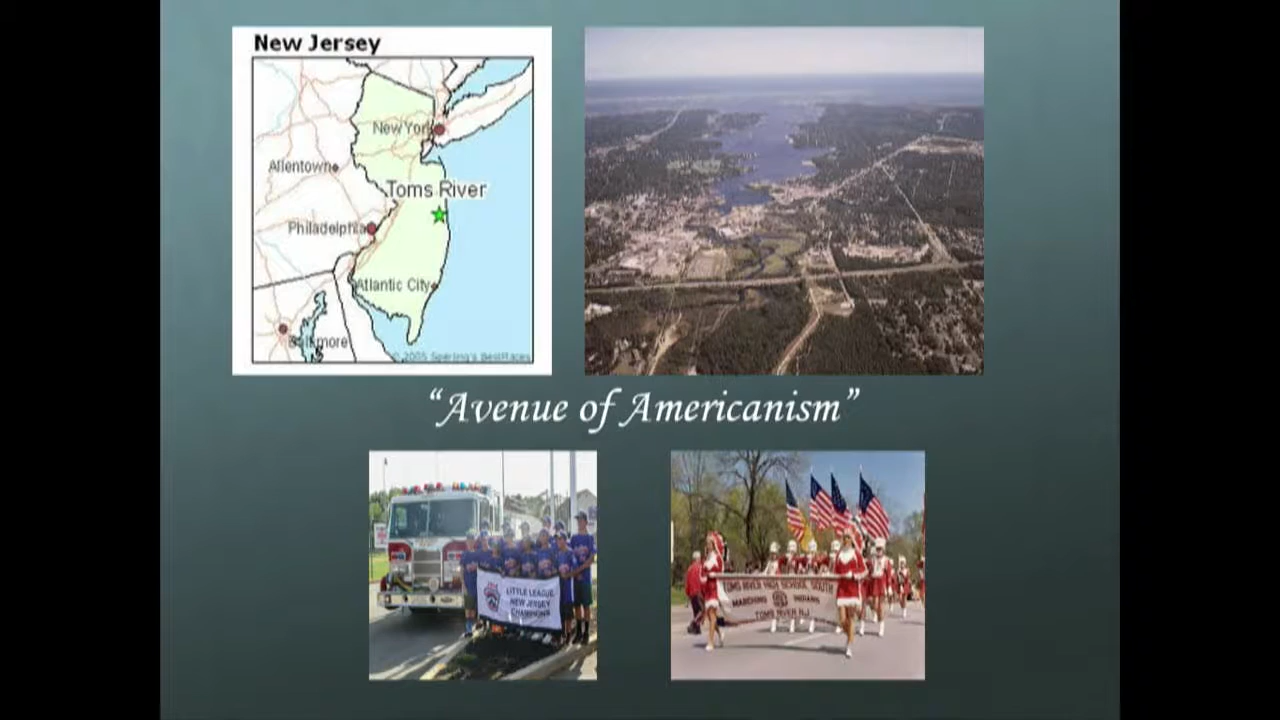 New Jersey
New York
Allentown
Toms River
Philadelphia
Atlantic City
Baltimore
© 2005 Sperling's BestPlaces
"Avenue of Americanism"
LITTLE LEAGUE
NEW JERSEY
CHAMPIONS
TOMS RIVER HIGH SCHOOL SOUTH
MARCHING INDIANS
TOMS RIVER NJ